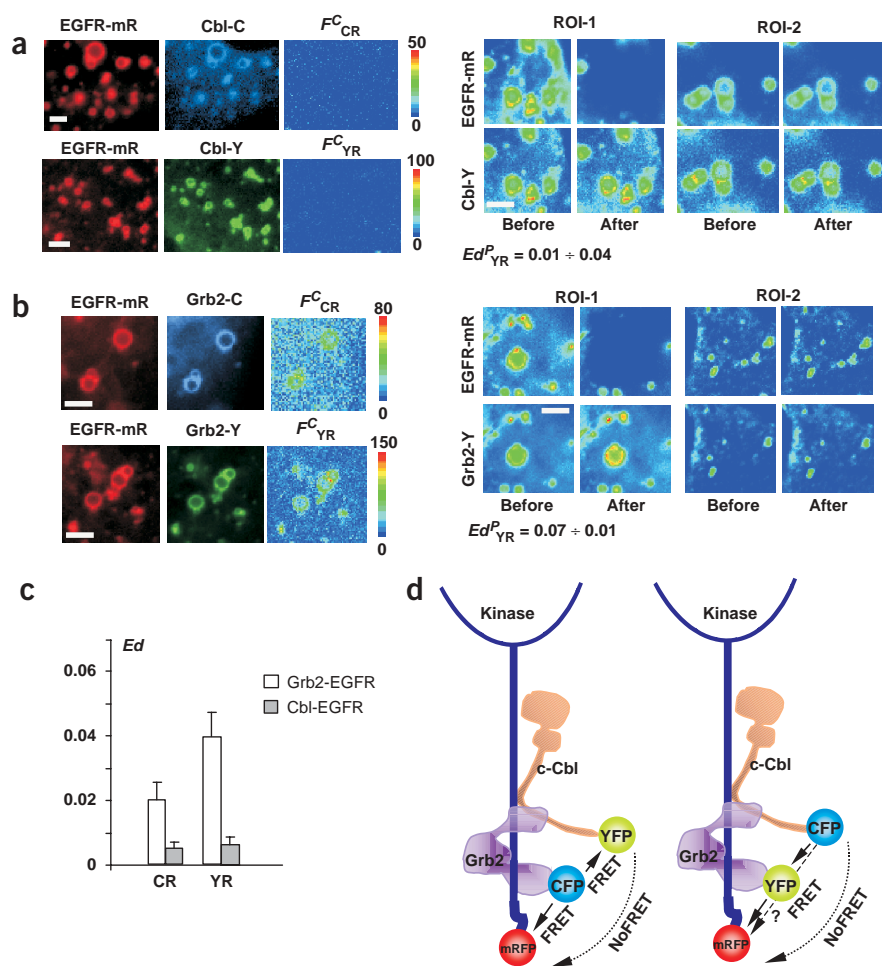 a
EGFR-mR Cbl-C F^C_CR
50
0
EGFR-mR Cbl-Y F^C_YR
100
0
ROI-1 ROI-2
EGFR-mR
Cbl-Y
Before After Before After
Ed^P_YR = 0.01 ÷ 0.04
b
EGFR-mR Grb2-C F^C_CR
80
0
EGFR-mR Grb2-Y F^C_YR
150
0
ROI-1 ROI-2
EGFR-mR
Grb2-Y
Before After Before After
Ed^P_YR = 0.07 ÷ 0.01
c
Ed
0.06
0.04
0.02
0
Grb2-EGFR
Cbl-EGFR
CR YR
d
Kinase
c-Cbl
YFP
Grb2
CFP
FRET
FRET
NoFRET
mRFP
Kinase
c-Cbl
CFP
Grb2
YFP
FRET
?
NoFRET
mRFP